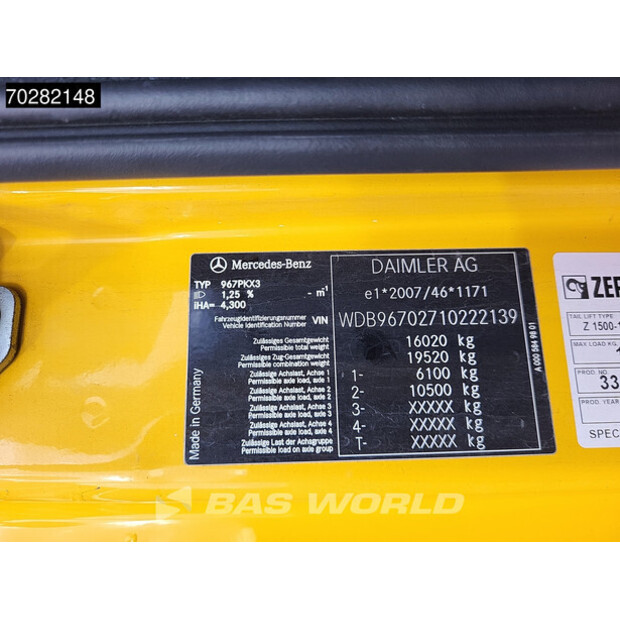 70282148
Mercedes-Benz
DAIMLER AG
TYP 967PKX3
1,25 % - m⁻¹
iHA= 4,300
e1*2007/46*1171
Fahrzeugidentifizierungsnummer
Vehicle Identification Number VIN
WDB96702710222139
Zulässiges Gesamtgewicht
Permissible total weight
16020 kg
Zulässiges Zug-Gesamtgewicht
Permissible combination weight
19520 kg
Zulässige Achslast, Achse 1
Permissible axle load, axle 1
1- 6100 kg
Zulässige Achslast, Achse 2
Permissible axle load, axle 2
2- 10500 kg
Zulässige Achslast, Achse 3
Permissible axle load, axle 3
3- XXXXX kg
Zulässige Achslast, Achse 4
Permissible axle load, axle 4
4- XXXXX kg
Zulässige Last der Achsgruppe
Permissible load on axle group
T- XXXXX kg
Made in Germany
A 000 584 98 01
ZEP
TAIL LIFT TYPE
Z 1500-1
MAX LOAD KG
PROD. NO.
33
PROD. YEAR
SPEC
BAS WORLD